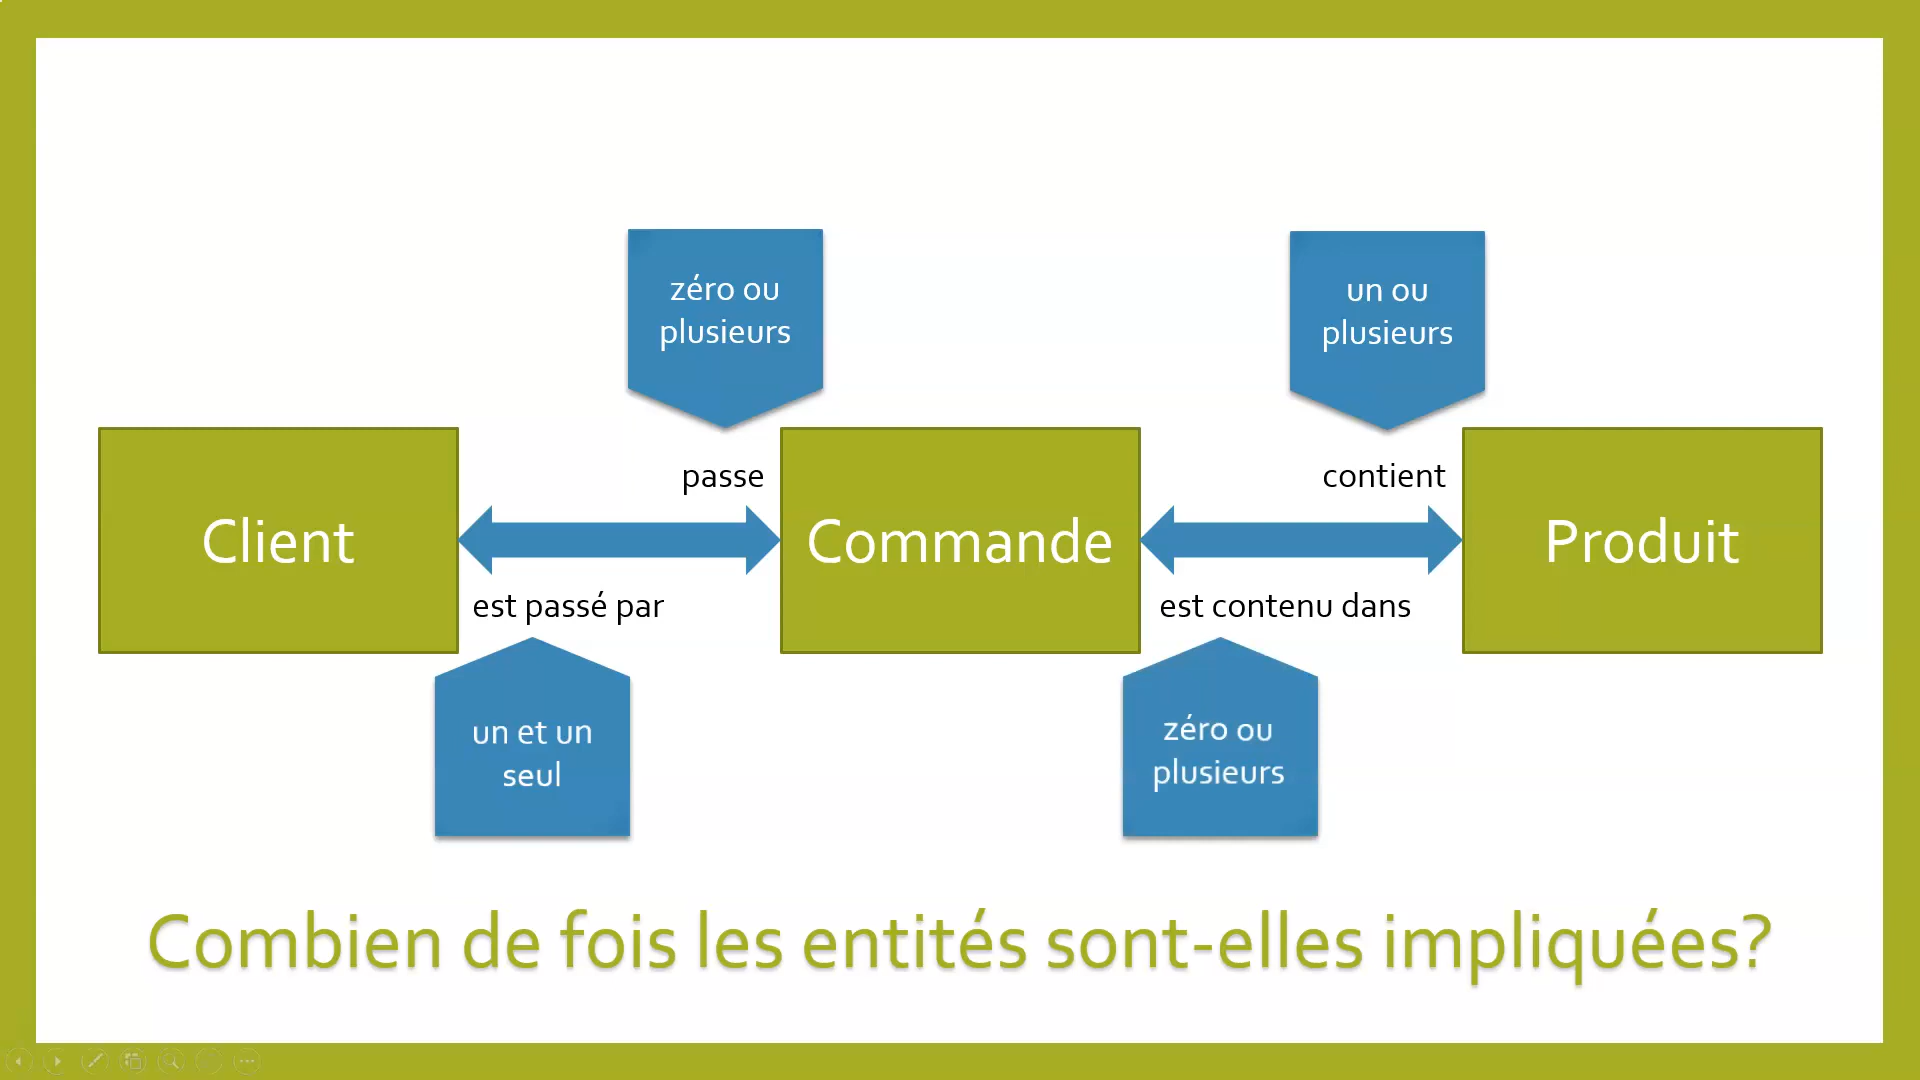 zéro ou
plusieurs
un ou
plusieurs
passe
contient
Client
Commande
Produit
est passé par
est contenu dans
un et un
seul
zéro ou
plusieurs
Combien de fois les entités sont-elles impliquées?